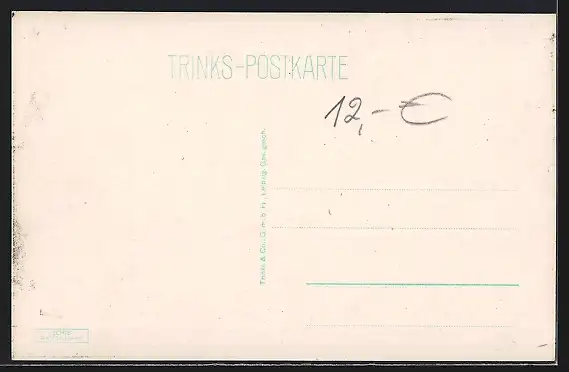 TRINKS-POSTKARTE
12,- €
Trinks & Co., G. m. b. H., Leipzig. Ges. gesch.